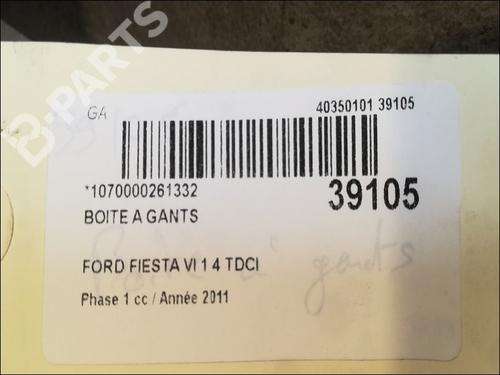 B-PARTS
GA
40350101 39105
*1070000261332
39105
BOITE A GANTS
FORD FIESTA VI 1 4 TDCI
Phase 1 cc / Année 2011
gants